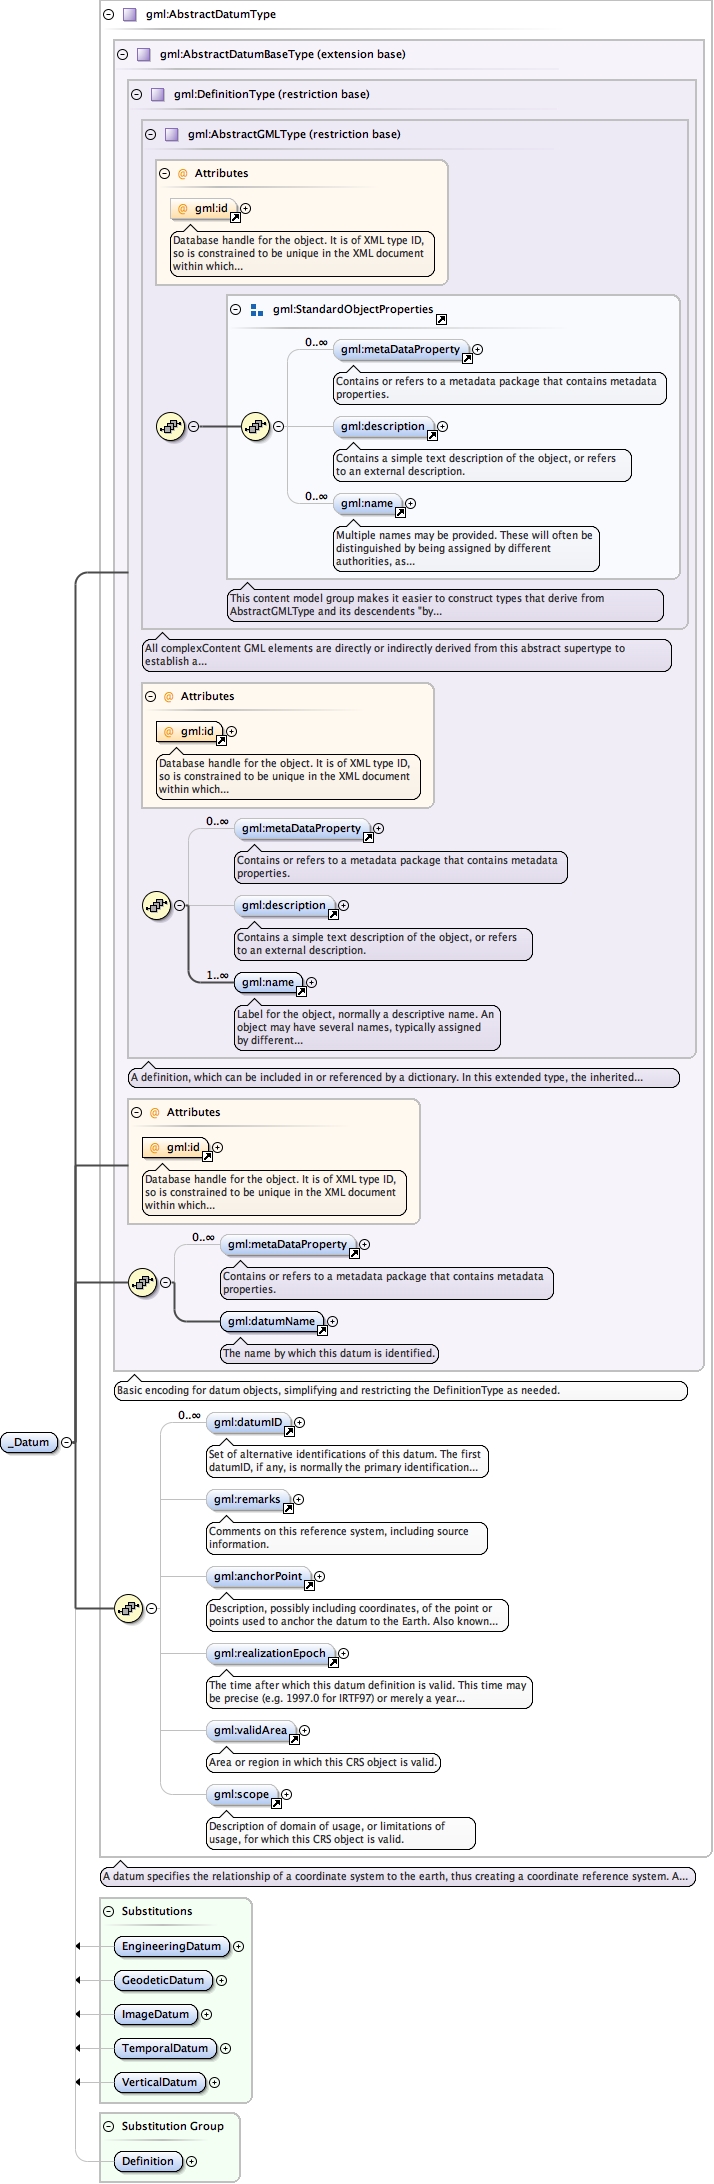 gml:AbstractDatumType
gml:AbstractDatumBaseType (extension base)
gml:DefinitionType (restriction base)
gml:AbstractGMLType (restriction base)
@ Attributes
@ gml:id
Database handle for the object. It is of XML type ID,
so is constrained to be unique in the XML document
within which...
gml:StandardObjectProperties
0..∞
gml:metaDataProperty
Contains or refers to a metadata package that contains metadata
properties.
gml:description
Contains a simple text description of the object, or refers
to an external description.
0..∞
gml:name
Multiple names may be provided. These will often be
distinguished by being assigned by different
authorities, as...
This content model group makes it easier to construct types that derive from
AbstractGMLType and its descendents "by...
All complexContent GML elements are directly or indirectly derived from this abstract supertype to
establish a...
@ Attributes
@ gml:id
Database handle for the object. It is of XML type ID,
so is constrained to be unique in the XML document
within which...
0..∞
gml:metaDataProperty
Contains or refers to a metadata package that contains metadata
properties.
gml:description
Contains a simple text description of the object, or refers
to an external description.
1..∞
gml:name
Label for the object, normally a descriptive name. An
object may have several names, typically assigned
by different...
A definition, which can be included in or referenced by a dictionary. In this extended type, the inherited...
@ Attributes
@ gml:id
Database handle for the object. It is of XML type ID,
so is constrained to be unique in the XML document
within which...
0..∞
gml:metaDataProperty
Contains or refers to a metadata package that contains metadata
properties.
gml:datumName
The name by which this datum is identified.
Basic encoding for datum objects, simplifying and restricting the DefinitionType as needed.
_Datum
0..∞
gml:datumID
Set of alternative identifications of this datum. The first
datumID, if any, is normally the primary identification...
gml:remarks
Comments on this reference system, including source
information.
gml:anchorPoint
Description, possibly including coordinates, of the point or
points used to anchor the datum to the Earth. Also known...
gml:realizationEpoch
The time after which this datum definition is valid. This time may
be precise (e.g. 1997.0 for IRTF97) or merely a year...
gml:validArea
Area or region in which this CRS object is valid.
gml:scope
Description of domain of usage, or limitations of
usage, for which this CRS object is valid.
A datum specifies the relationship of a coordinate system to the earth, thus creating a coordinate reference system. A...
Substitutions
EngineeringDatum
GeodeticDatum
ImageDatum
TemporalDatum
VerticalDatum
Substitution Group
Definition